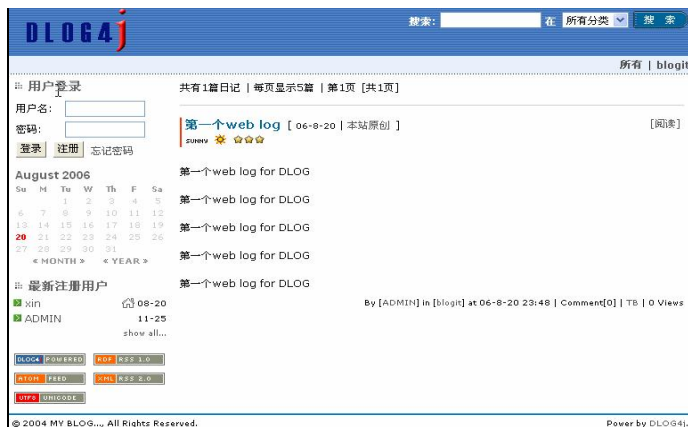 DLOG4j
搜索: 在 所有分类 搜 索
所有 | blogit
用户登录
用户名:
密码:
登录 注册 忘记密码
August 2006
Su M Tu W Th F Sa
1 2 3 4 5
6 7 8 9 10 11 12
13 14 15 16 17 18 19
20 21 22 23 24 25 26
27 28 29 30 31
« MONTH » « YEAR »
最新注册用户
xin 08-20
ADMIN 11-25
show all...
DLOG4 POWERED RDF RSS 1.0
ATOM FEED XML RSS 2.0
UTF8 UNICODE
共有1篇日记 | 每页显示5篇 | 第1页 [共1页]
第一个web log [ 06-8-20 | 本站原创 ] [阅读]
SUNNY
第一个web log for DLOG
第一个web log for DLOG
第一个web log for DLOG
第一个web log for DLOG
第一个web log for DLOG
By [ADMIN] in [blogit] at 06-8-20 23:48 | Comment[0] | TB | 0 Views
© 2004 MY BLOG..., All Rights Reserved. Power by DLOG4j.